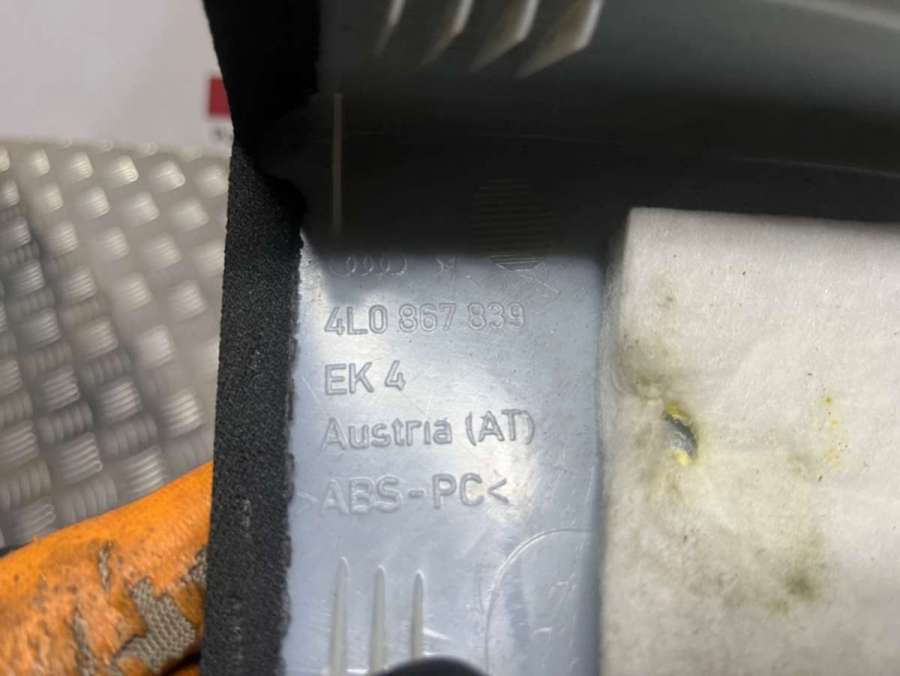 4L0 867 839
EK 4
Austria (AT)
ABS-PC<